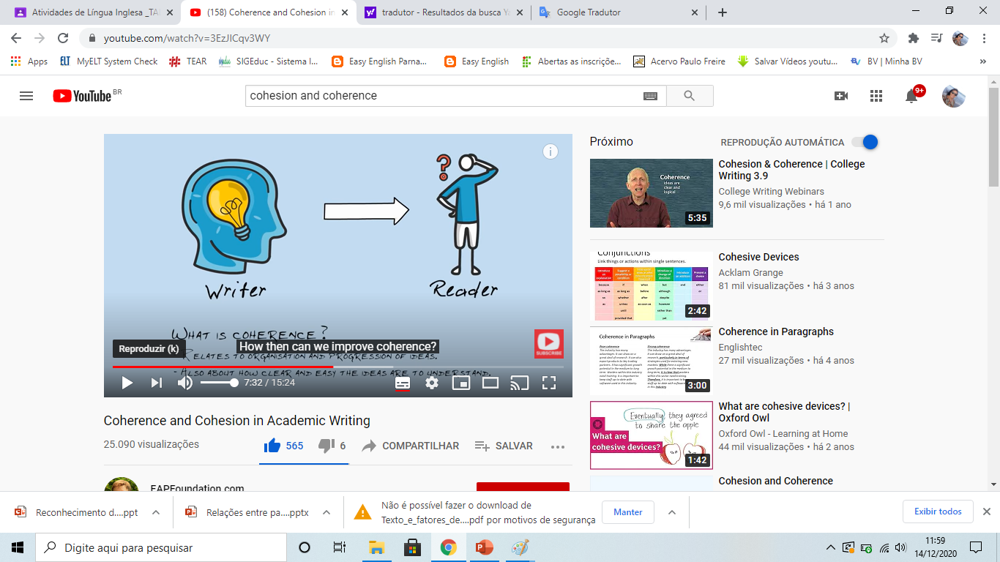 Atividades de Língua Inglesa _TAI
(158) Coherence and Cohesion in
tradutor - Resultados da busca Ya
Google Tradutor
youtube.com/watch?v=3EzJICqv3WY
Apps
MyELT System Check
TEAR
SIGEduc - Sistema I...
Easy English Parna...
Easy English
Abertas as inscriçõe...
Acervo Paulo Freire
Salvar Vídeos youtu...
BV | Minha BV
YouTube BR
cohesion and coherence
9+
Writer
Reader
WHAT IS COHERENCE?
RELATES TO ORGANISATION AND PROGRESSION OF IDEAS.
- ALSO ABOUT HOW CLEAR AND EASY THE IDEAS ARE TO UNDERSTAND.
Reproduzir (k)
How then can we improve coherence?
SUBSCRIBE
7:32 / 15:24
Coherence and Cohesion in Academic Writing
25.090 visualizações
565
6
COMPARTILHAR
SALVAR
EAPFoundation.com
Próximo
REPRODUÇÃO AUTOMÁTICA
Coherence
ideas are
clear and
logical
5:35
Cohesion & Coherence | College
Writing 3.9
College Writing Webinars
9,6 mil visualizações • há 1 ano
Conjunctions
Link things or actions within single sentences.
2:42
Cohesive Devices
Acklam Grange
81 mil visualizações • há 3 anos
Coherence in Paragraphs
3:00
Coherence in Paragraphs
Englishtec
27 mil visualizações • há 4 anos
Eventually, they agreed
to share the apple
What are
cohesive devices?
1:42
What are cohesive devices? |
Oxford Owl
Oxford Owl - Learning at Home
44 mil visualizações • há 2 anos
Cohesion and Coherence
Reconhecimento d....ppt
Relações entre pa....pptx
Não é possível fazer o download de
Texto_e_fatores_de....pdf por motivos de segurança
Manter
Exibir todos
Digite aqui para pesquisar
11:59
14/12/2020